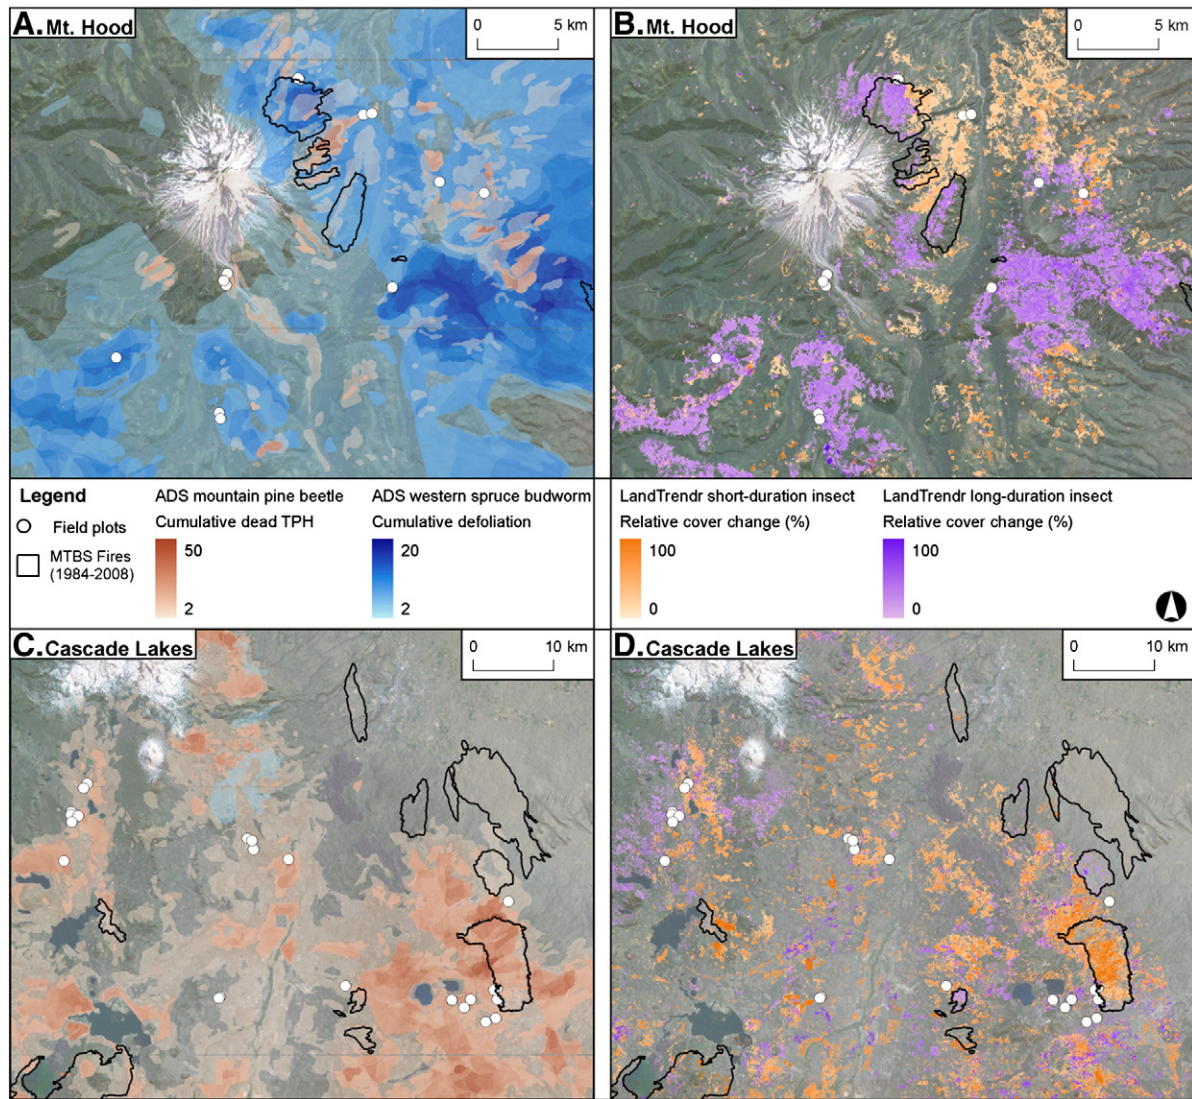 A. Mt. Hood
0 5 km
B. Mt. Hood
0 5 km
Legend
Field plots
MTBS Fires
(1984-2008)
ADS mountain pine beetle
Cumulative dead TPH
50
2
ADS western spruce budworm
Cumulative defoliation
20
2
LandTrendr short-duration insect
Relative cover change (%)
100
0
LandTrendr long-duration insect
Relative cover change (%)
100
0
C. Cascade Lakes
0 10 km
D. Cascade Lakes
0 10 km